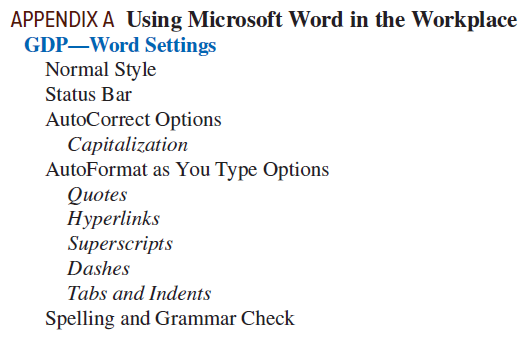 APPENDIX A Using Microsoft Word in the Workplace
GDP—Word Settings
Normal Style
Status Bar
AutoCorrect Options
Capitalization
AutoFormat as You Type Options
Quotes
Hyperlinks
Superscripts
Dashes
Tabs and Indents
Spelling and Grammar Check